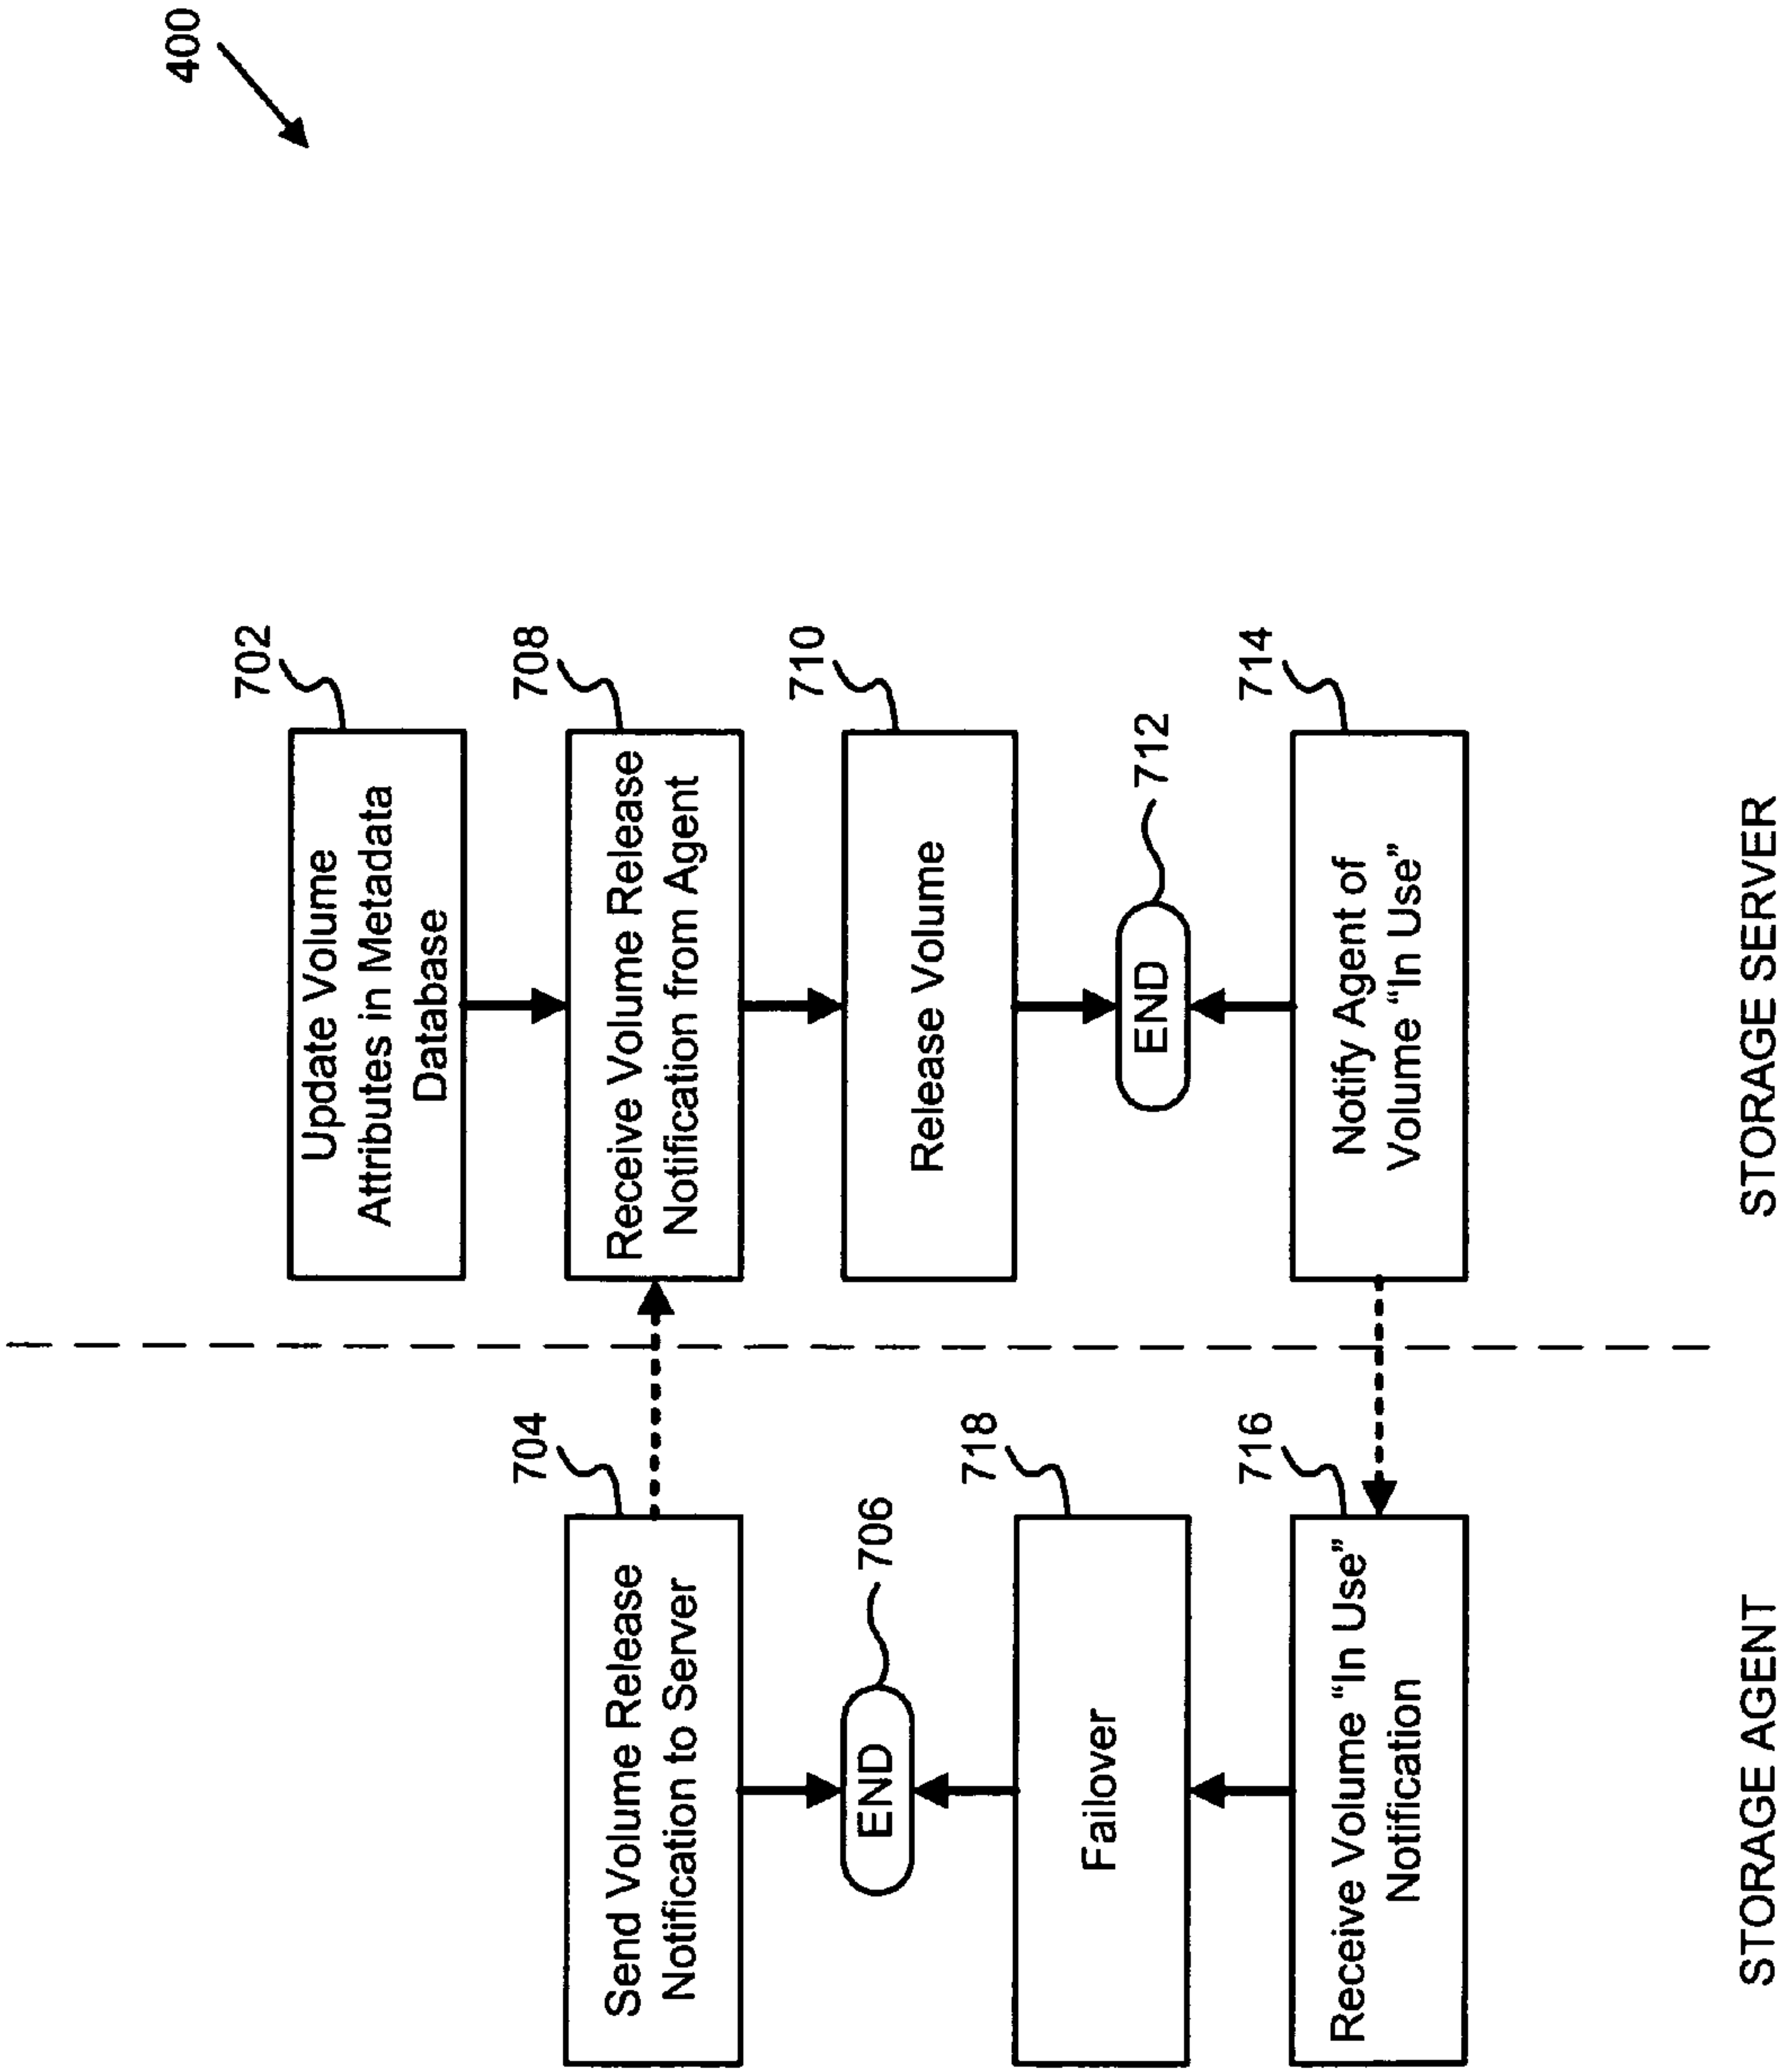 400
702
Update Volume
Attributes in Metadata
Database
704
Send Volume Release
Notification to Server
708
Receive Volume Release
Notification from Agent
706
END
710
Release Volume
718
Failover
712
END
716
Receive Volume “In Use”
Notification
714
Notify Agent of
Volume “In Use”
STORAGE AGENT
STORAGE SERVER